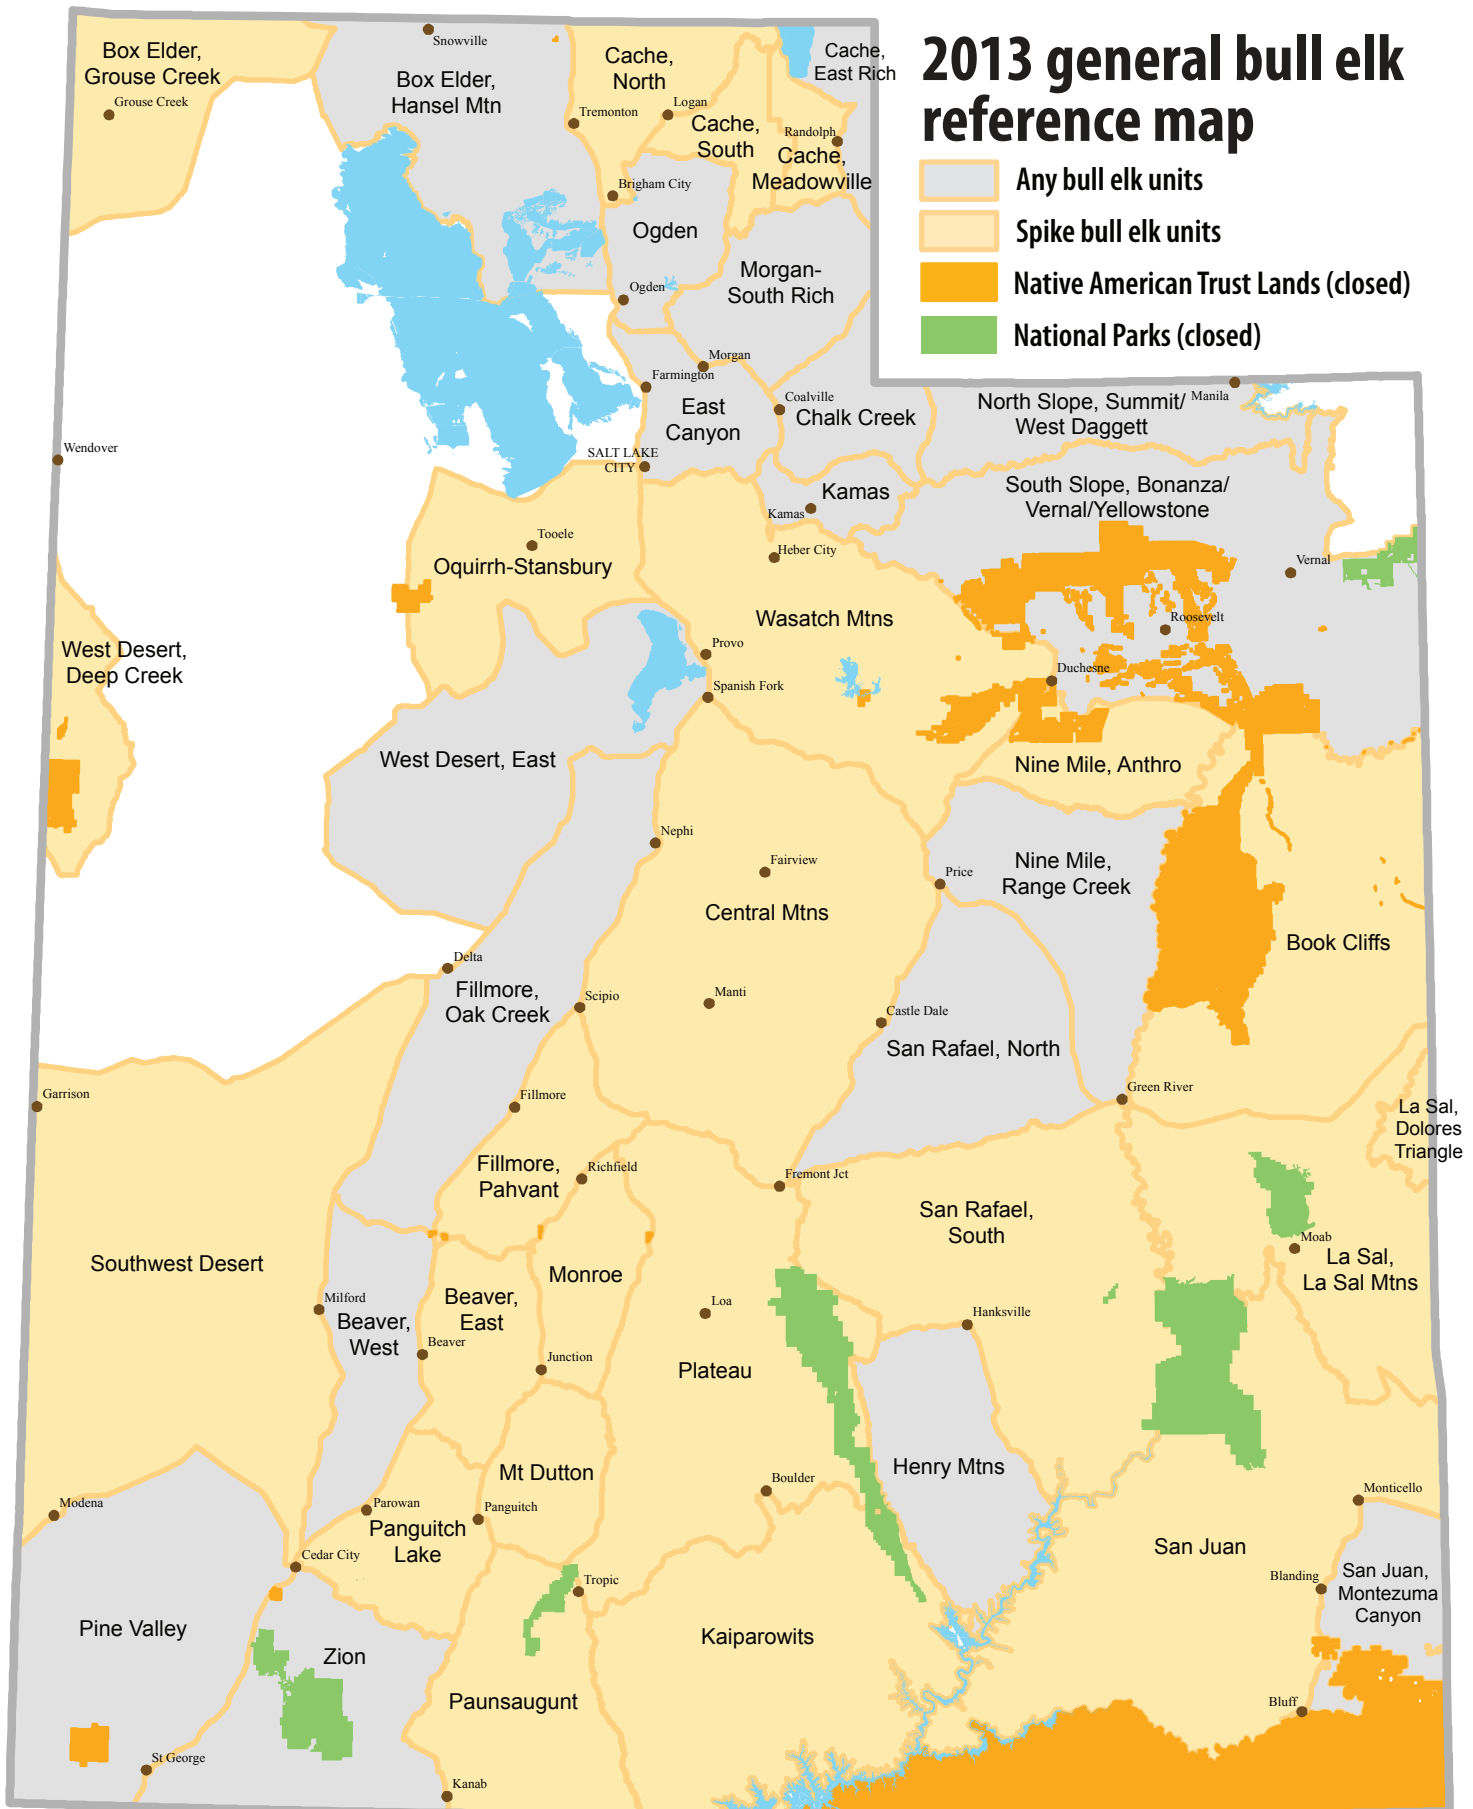 2013 general bull elk
reference map
Any bull elk units
Spike bull elk units
Native American Trust Lands (closed)
National Parks (closed)
Box Elder,
Grouse Creek
Grouse Creek
Snowville
Box Elder,
Hansel Mtn
Cache,
North
Tremonton
Logan
Cache,
South
Cache,
East Rich
Randolph
Cache,
Meadowville
Brigham City
Ogden
Ogden
Morgan-
South Rich
Morgan
Farmington
East
Canyon
Coalville
Chalk Creek
North Slope, Summit/
West Daggett
Manila
Wendover
SALT LAKE
CITY
Kamas
Kamas
South Slope, Bonanza/
Vernal/Yellowstone
Tooele
Oquirrh-Stansbury
Heber City
Vernal
Wasatch Mtns
Roosevelt
West Desert,
Deep Creek
Provo
Spanish Fork
Duchesne
West Desert, East
Nine Mile, Anthro
Nephi
Fairview
Price
Nine Mile,
Range Creek
Central Mtns
Book Cliffs
Delta
Fillmore,
Oak Creek
Scipio
Manti
Castle Dale
San Rafael, North
Garrison
Fillmore
Green River
La Sal,
Dolores
Triangle
Fillmore,
Pahvant
Richfield
Fremont Jct
San Rafael,
South
Southwest Desert
Moab
La Sal,
La Sal Mtns
Monroe
Milford
Beaver,
West
Beaver,
East
Beaver
Loa
Hanksville
Junction
Plateau
Mt Dutton
Henry Mtns
Boulder
Monticello
Modena
Parowan
Panguitch
Panguitch
Lake
Cedar City
Tropic
San Juan
San Juan,
Montezuma
Canyon
Blanding
Pine Valley
Zion
Kaiparowits
Paunsaugunt
Bluff
St George
Kanab